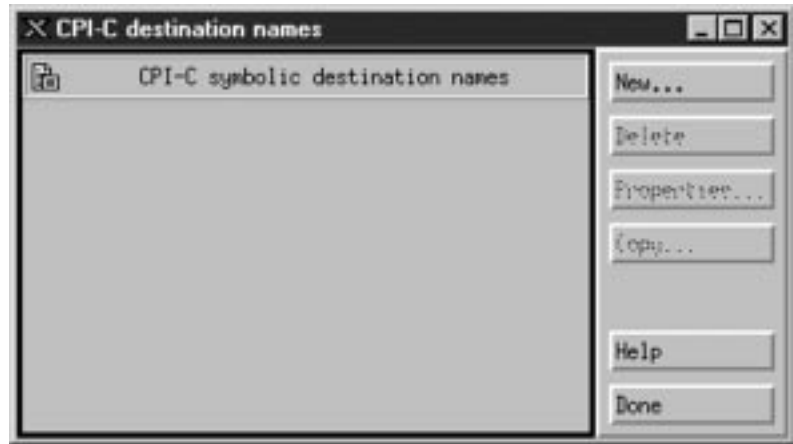 CPI-C destination names
CPI-C symbolic destination names
New...
Delete
Properties...
Copy...
Help
Done